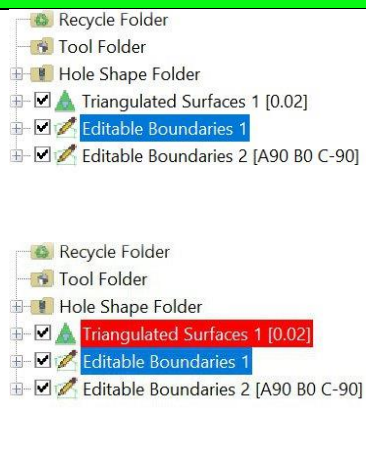 Recycle Folder
Tool Folder
Hole Shape Folder
Triangulated Surfaces 1 [0.02]
Editable Boundaries 1
Editable Boundaries 2 [A90 B0 C-90]
Recycle Folder
Tool Folder
Hole Shape Folder
Triangulated Surfaces 1 [0.02]
Editable Boundaries 1
Editable Boundaries 2 [A90 B0 C-90]